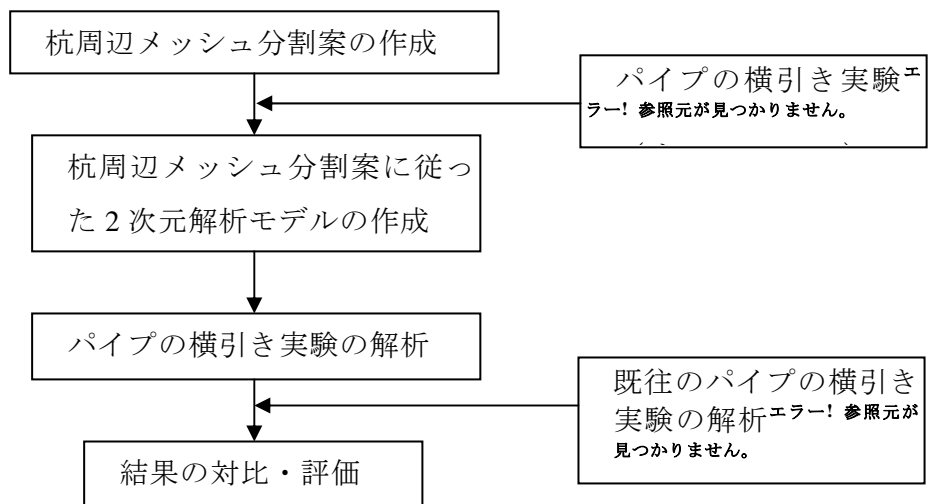 杭周辺メッシュ分割案の作成
パイプの横引き実験エ
ラー! 参照元が見つかりません。
杭周辺メッシュ分割案に従っ
た 2 次元解析モデルの作成
パイプの横引き実験の解析
既往のパイプの横引き
実験の解析エラー! 参照元が
見つかりません。
結果の対比・評価